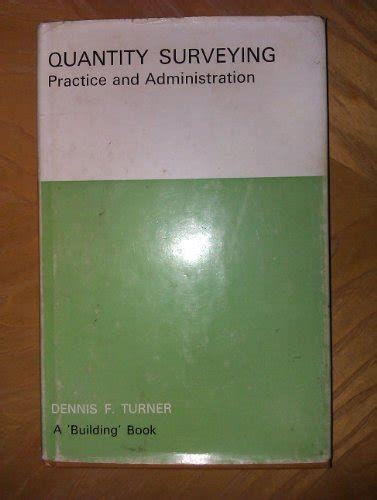 QUANTITY SURVEYING
Practice and Administration
DENNIS F. TURNER
A 'Building' Book